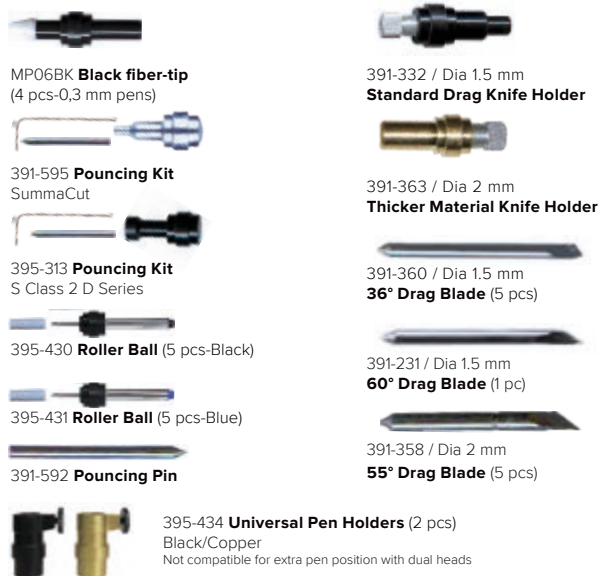 MP06BK Black fiber-tip
(4 pcs-0,3 mm pens)
391-595 Pouncing Kit
SummaCut
395-313 Pouncing Kit
S Class 2 D Series
395-430 Roller Ball (5 pcs-Black)
395-431 Roller Ball (5 pcs-Blue)
391-592 Pouncing Pin
391-332 / Dia 1.5 mm
Standard Drag Knife Holder
391-363 / Dia 2 mm
Thicker Material Knife Holder
391-360 / Dia 1.5 mm
36° Drag Blade (5 pcs)
391-231 / Dia 1.5 mm
60° Drag Blade (1 pc)
391-358 / Dia 2 mm
55° Drag Blade (5 pcs)
395-434 Universal Pen Holders (2 pcs)
Black/Copper
Not compatible for extra pen position with dual heads